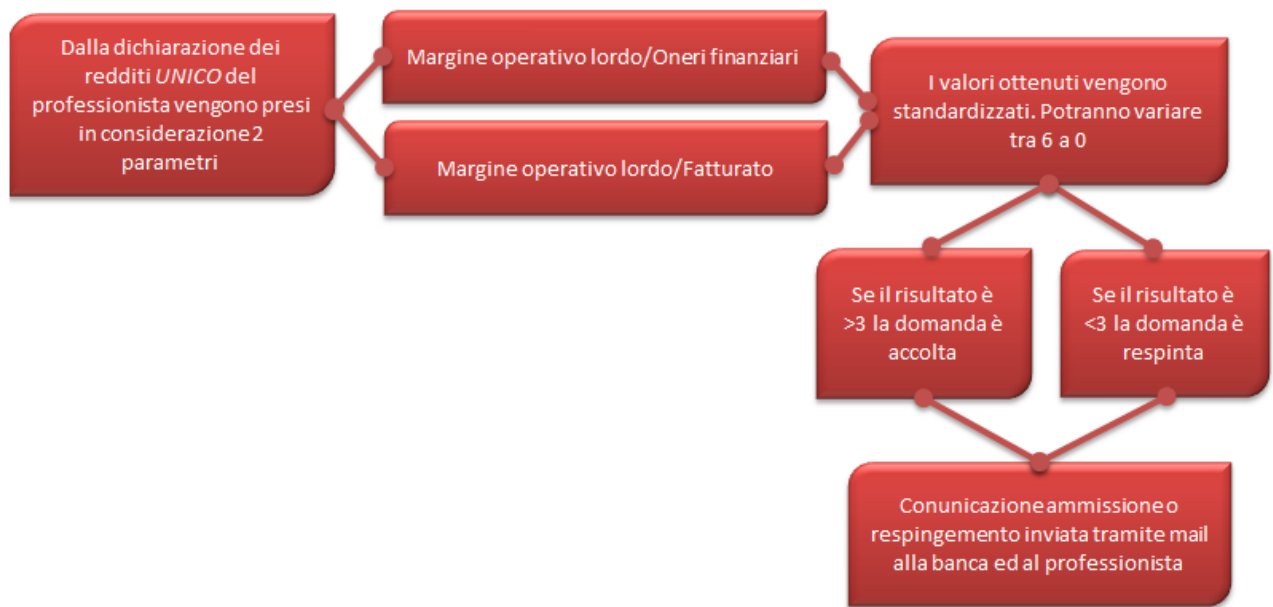 Dalla dichiarazione dei
redditi UNICO del
professionista vengono presi
in considerazione 2
parametri
Margine operativo lordo/Oneri finanziari
Margine operativo lordo/Fatturato
I valori ottenuti vengono
standardizzati. Potranno variare
tra 6 a 0
Se il risultato è
>3 la domanda è
accolta
Se il risultato è
<3 la domanda è
respinta
Conunicazione ammissione o
respingemento inviata tramite mail
alla banca ed al professionista